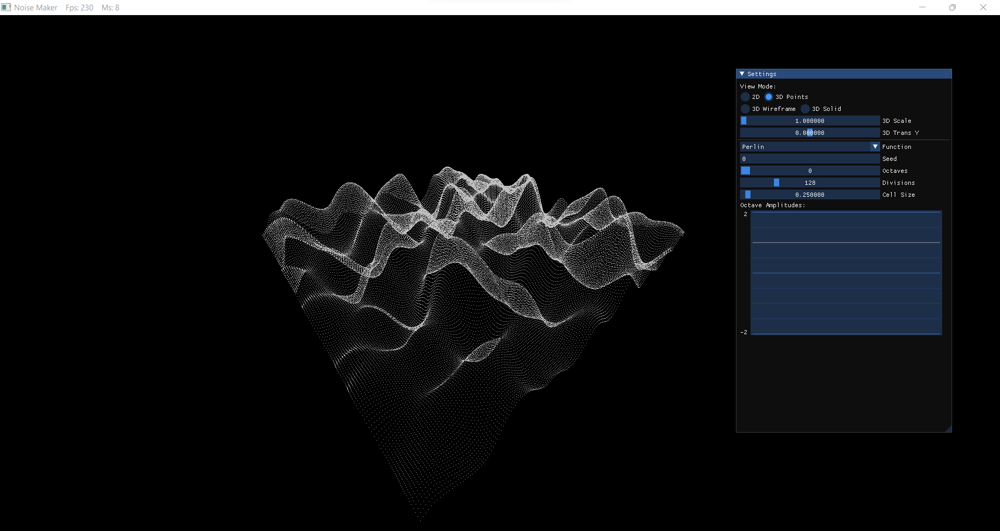 Noise Maker Fps: 230 Ms: 8
Settings
View Mode:
2D 3D Points
3D Wireframe 3D Solid
1.000000 3D Scale
0.000000 3D Trans Y
Perlin Function
0 Seed
0 Octaves
128 Divisions
0.250000 Cell Size
Octave Amplitudes:
2
-2